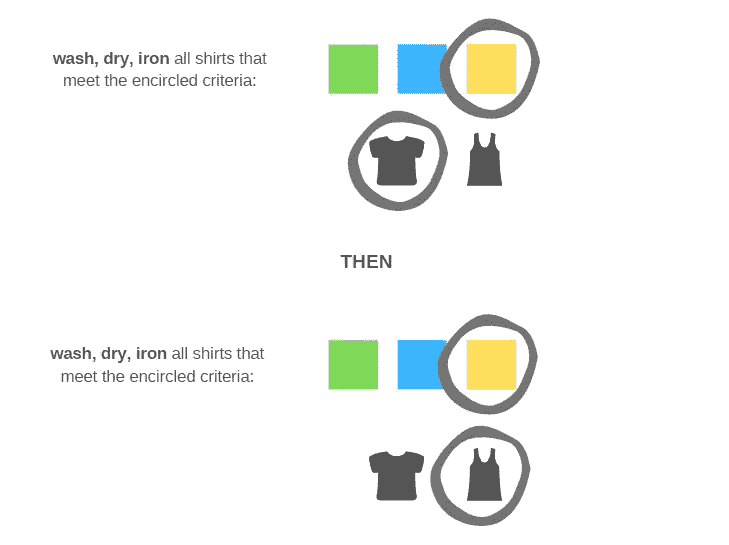 wash, dry, iron all shirts that
meet the encircled criteria:
THEN
wash, dry, iron all shirts that
meet the encircled criteria: